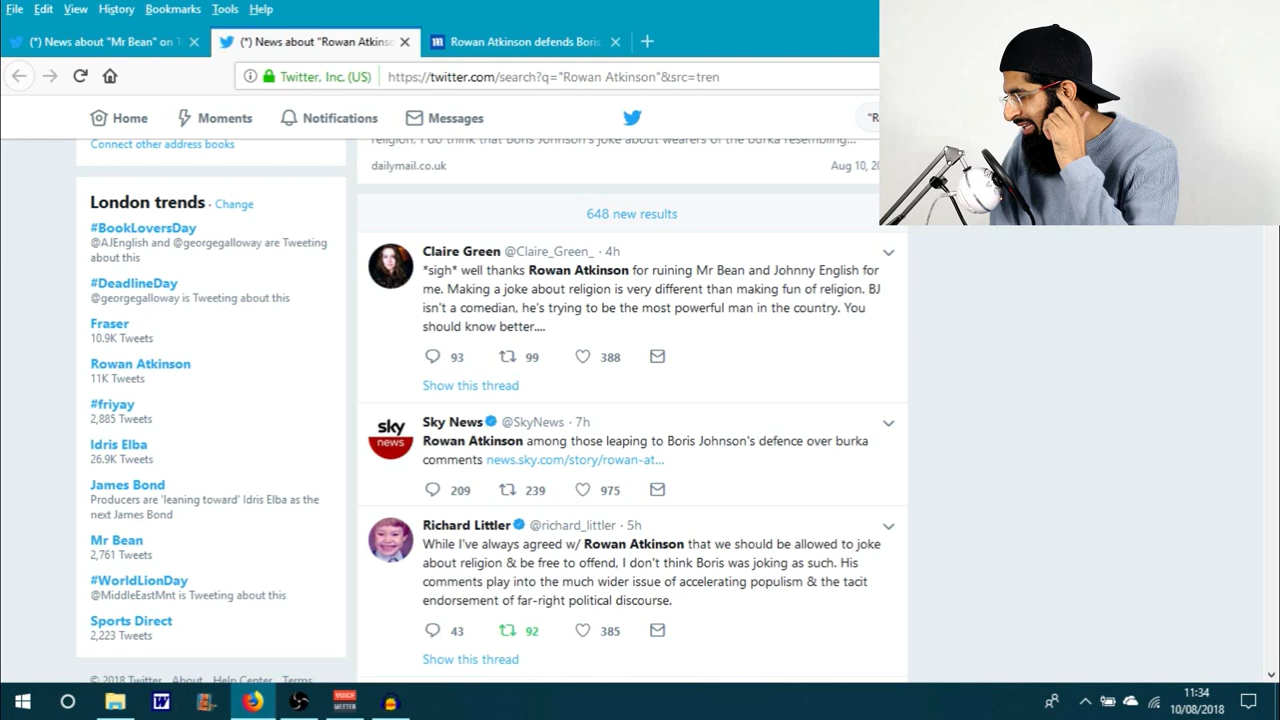 File Edit View History Bookmarks Tools Help
(*) News about "Mr Bean" on T
(*) News about "Rowan Atkinso
Rowan Atkinson defends Boris
Twitter, Inc. (US)
https://twitter.com/search?q="Rowan Atkinson"&src=tren
Home
Moments
Notifications
Messages
"R
Connect other address books
London trends · Change
#BookLoversDay
@AJEnglish and @georgegalloway are Tweeting
about this
#DeadlineDay
@georgegalloway is Tweeting about this
Fraser
10.9K Tweets
Rowan Atkinson
11K Tweets
#friyay
2,885 Tweets
Idris Elba
26.9K Tweets
James Bond
Producers are 'leaning toward' Idris Elba as the
next James Bond
Mr Bean
2,761 Tweets
#WorldLionDay
@MiddleEastMnt is Tweeting about this
Sports Direct
2,223 Tweets
© 2018 Twitter About Help Center Terms
religion, I do think that Boris Johnson's joke about wearers of the burka resembling...
dailymail.co.uk
Aug 10, 20
648 new results
Claire Green @Claire_Green_ · 4h
*sigh* well thanks Rowan Atkinson for ruining Mr Bean and Johnny English for
me. Making a joke about religion is very different than making fun of religion. BJ
isn't a comedian, he's trying to be the most powerful man in the country. You
should know better....
93 99 388
Show this thread
sky
news
Sky News @SkyNews · 7h
Rowan Atkinson among those leaping to Boris Johnson's defence over burka
comments news.sky.com/story/rowan-at...
209 239 975
Richard Littler @richard_littler · 5h
While I've always agreed w/ Rowan Atkinson that we should be allowed to joke
about religion & be free to offend, I don't think Boris was joking as such. His
comments play into the much wider issue of accelerating populism & the tacit
endorsement of far-right political discourse.
43 92 385
Show this thread
VOICE
MEETER
11:34
10/08/2018